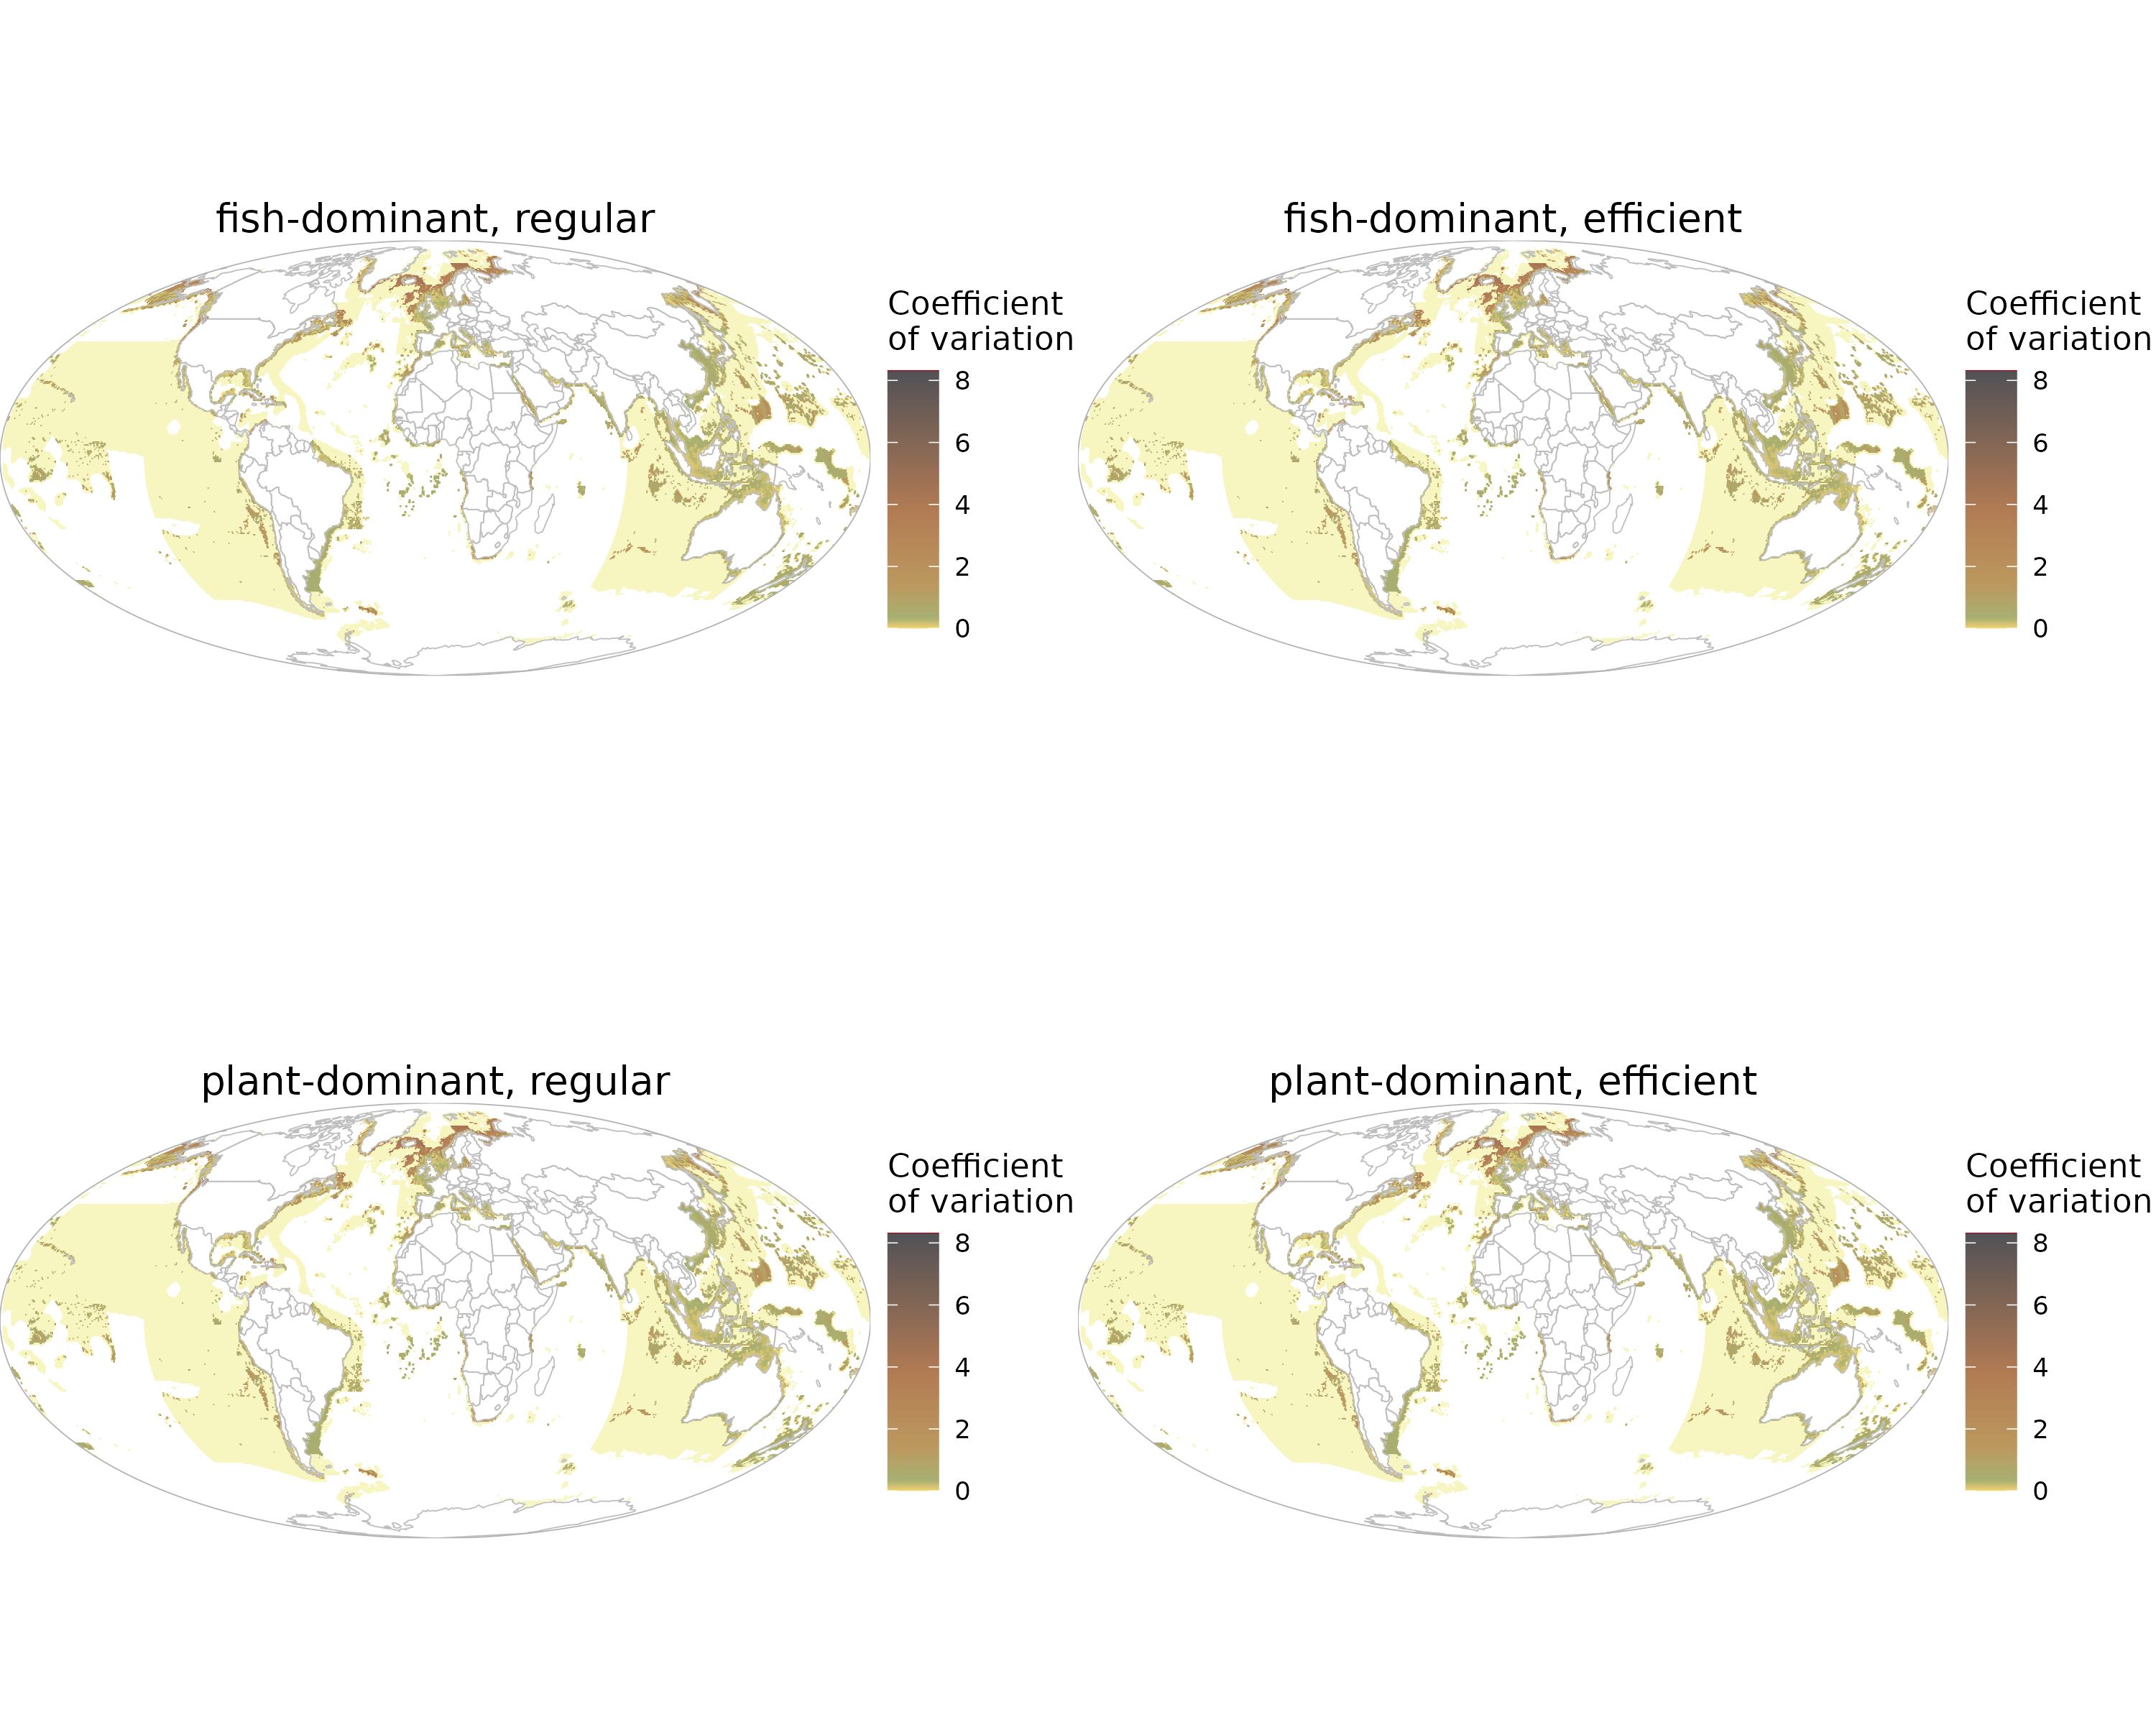 fish-dominant, regular
Coefficient
of variation
8
6
4
2
0
fish-dominant, efficient
Coefficient
of variation
8
6
4
2
0
plant-dominant, regular
Coefficient
of variation
8
6
4
2
0
plant-dominant, efficient
Coefficient
of variation
8
6
4
2
0